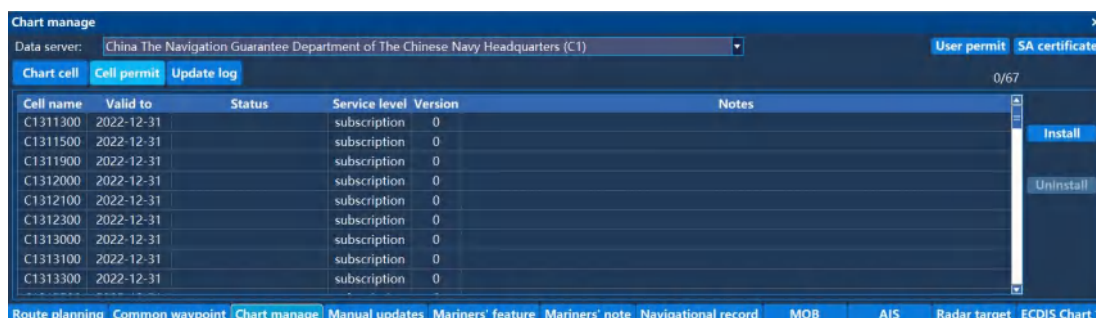 Chart manage
Data server: China The Navigation Guarantee Department of The Chinese Navy Headquarters (C1) User permit SA certificate
Chart cell Cell permit Update log 0/67
Cell name Valid to Status Service level Version Notes
C1311300 2022-12-31 subscription 0
Install
C1311500 2022-12-31 subscription 0
C1311900 2022-12-31 subscription 0
C1312000 2022-12-31 subscription 0
Uninstall
C1312100 2022-12-31 subscription 0
C1312300 2022-12-31 subscription 0
C1313000 2022-12-31 subscription 0
C1313100 2022-12-31 subscription 0
C1313300 2022-12-31 subscription 0
Route planning Common waypoint Chart manage Manual updates Mariners' feature Mariners' note Navigational record MOB AIS Radar target ECDIS Chart